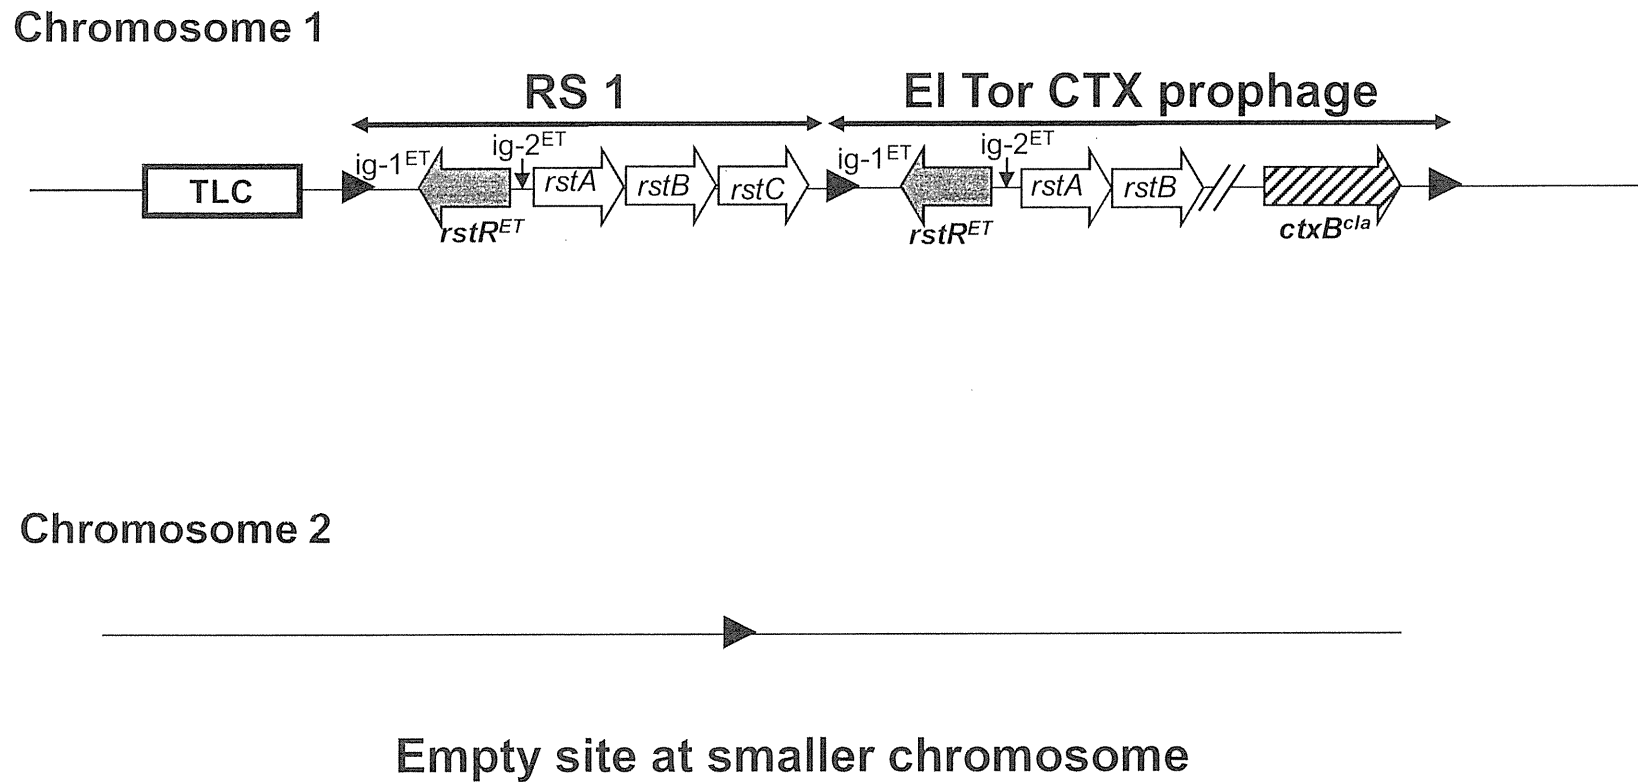 Chromosome 1
RS 1
El Tor CTX prophage
ig-1ET ig-2ET ig-1ET ig-2ET
TLC rstA rstB rstC rstA rstB
rstRET rstRET ctxBcla
Chromosome 2
Empty site at smaller chromosome